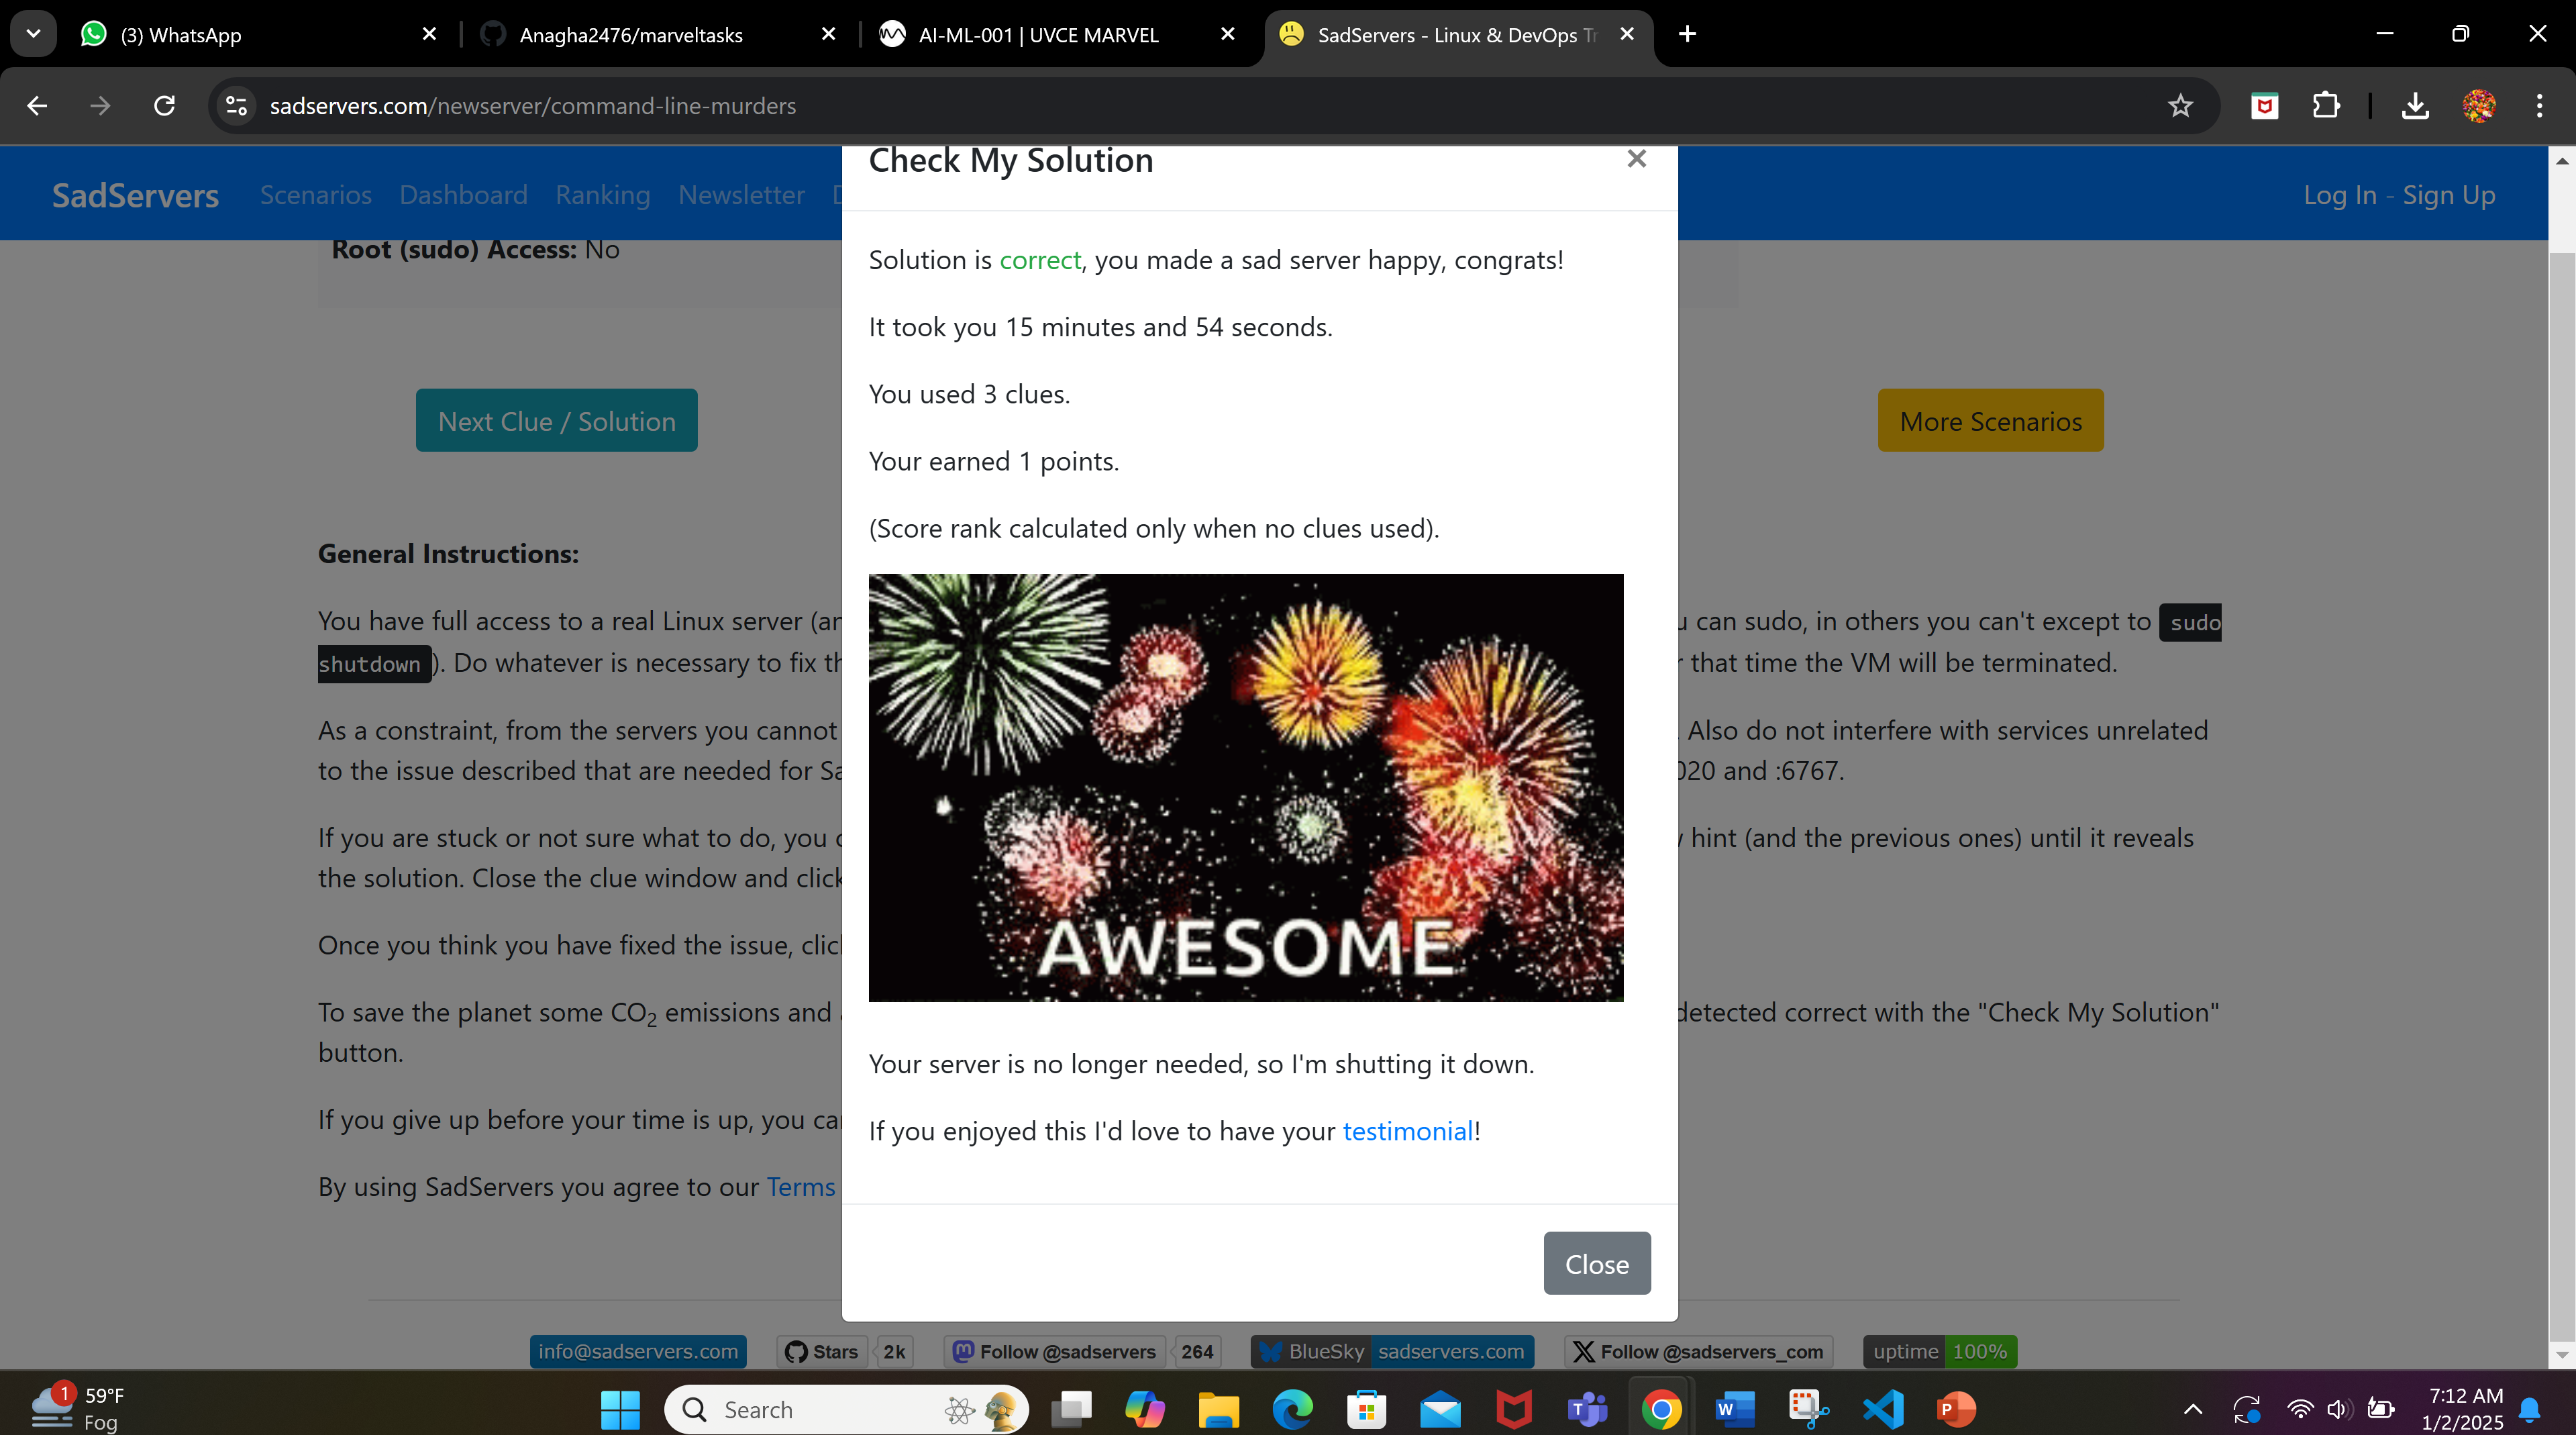 (3) WhatsApp
Anagha2476/marveltasks
AI-ML-001 | UVCE MARVEL
SadServers - Linux & DevOps Tr
sadservers.com/newserver/command-line-murders
Check My Solution
SadServers Scenarios Dashboard Ranking Newsletter D
Log In - Sign Up
Root (sudo) Access: No
Solution is correct, you made a sad server happy, congrats!
It took you 15 minutes and 54 seconds.
You used 3 clues.
Your earned 1 points.
(Score rank calculated only when no clues used).
AWESOME
Your server is no longer needed, so I'm shutting it down.
If you enjoyed this I'd love to have your testimonial!
Close
Next Clue / Solution
More Scenarios
General Instructions:
You have full access to a real Linux server (an
u can sudo, in others you can't except to sudo
shutdown ). Do whatever is necessary to fix th
r that time the VM will be terminated.
As a constraint, from the servers you cannot
. Also do not interfere with services unrelated
to the issue described that are needed for Sa
020 and :6767.
If you are stuck or not sure what to do, you c
hint (and the previous ones) until it reveals
the solution. Close the clue window and click
Once you think you have fixed the issue, clic
To save the planet some CO2 emissions and
detected correct with the "Check My Solution"
button.
If you give up before your time is up, you ca
By using SadServers you agree to our Terms
info@sadservers.com
Stars 2k
Follow @sadservers 264
BlueSky sadservers.com
Follow @sadservers_com
uptime 100%
1
59°F
Fog
Search
7:12 AM
1/2/2025